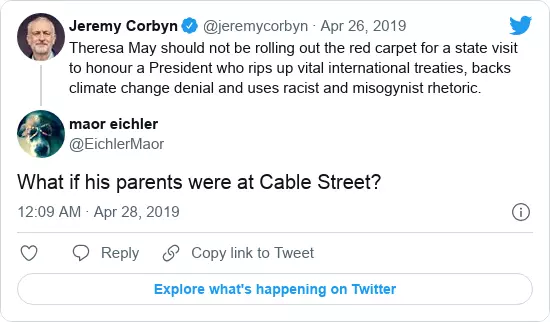 Jeremy Corbyn @jeremycorbyn · Apr 26, 2019
Theresa May should not be rolling out the red carpet for a state visit
to honour a President who rips up vital international treaties, backs
climate change denial and uses racist and misogynist rhetoric.
maor eichler
@EichlerMaor
What if his parents were at Cable Street?
12:09 AM · Apr 28, 2019
Reply Copy link to Tweet
Explore what's happening on Twitter